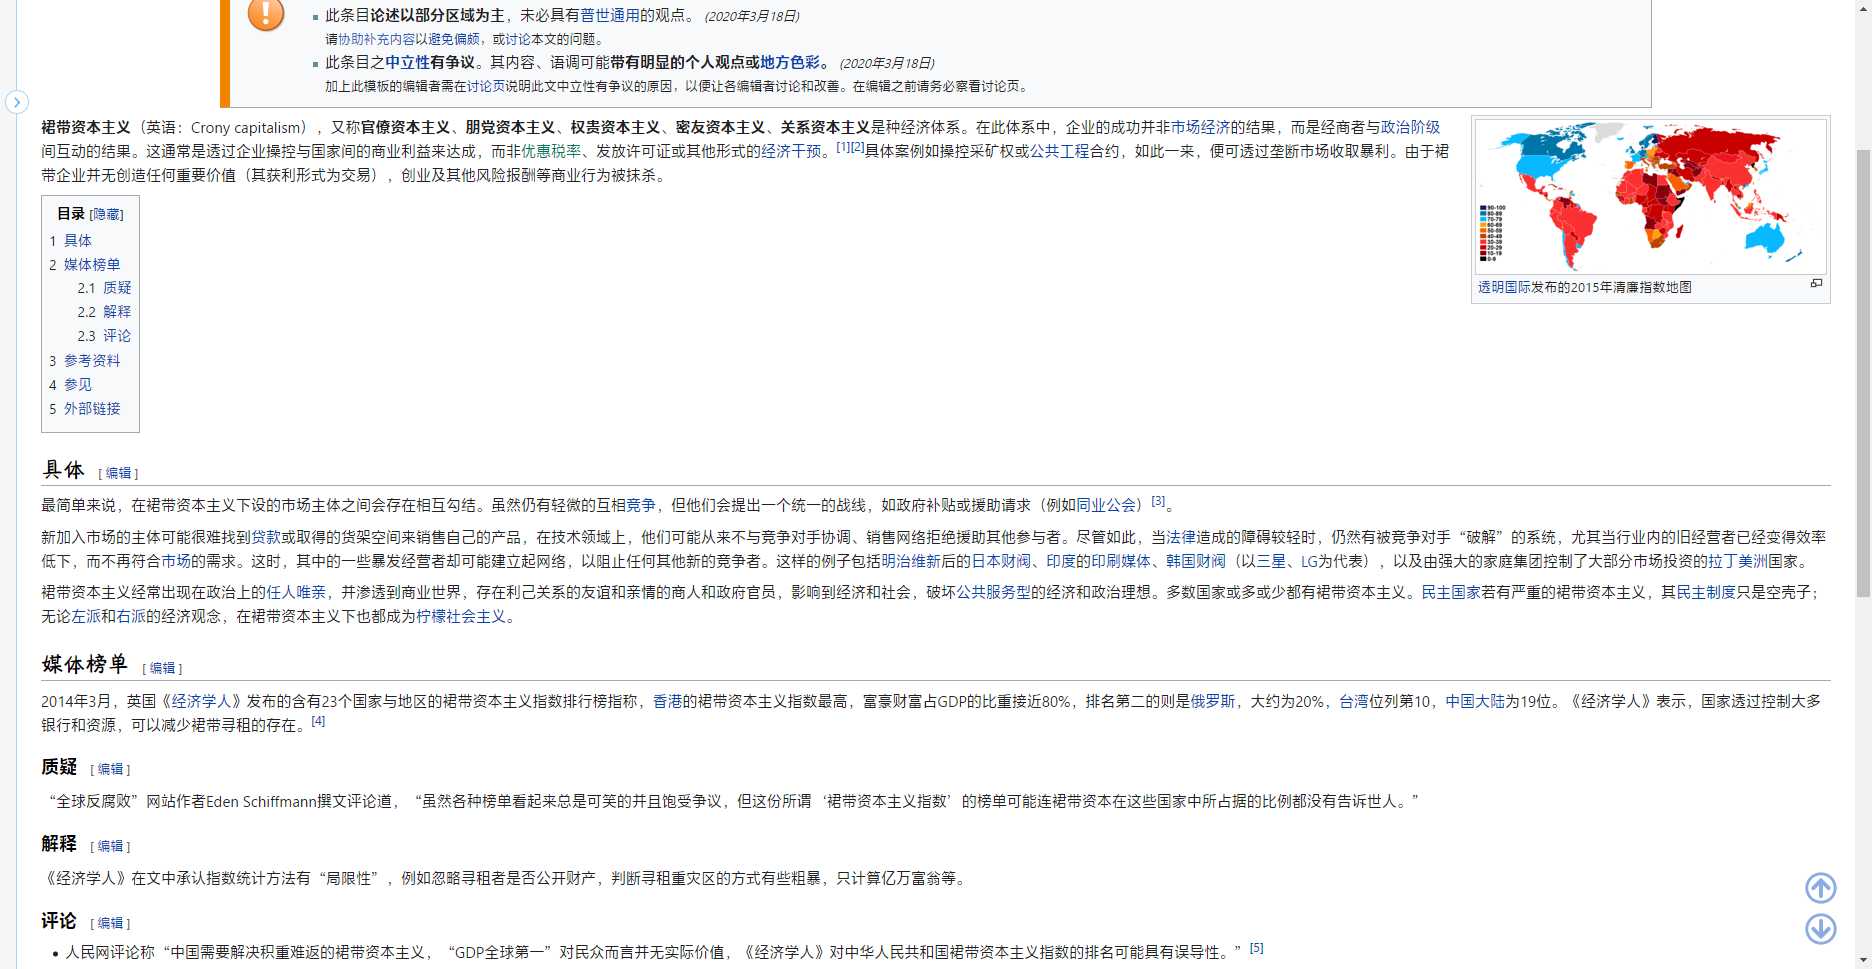 此条目论述以部分区域为主，未必具有普世通用的观点。 (2020年3月18日)
请协助补充内容以避免偏颇，或讨论本文的问题。
此条目之中立性有争议。其内容、语调可能带有明显的个人观点或地方色彩。 (2020年3月18日)
加上此模板的编辑者需在讨论页说明此文中立性有争议的原因，以便让各编辑者讨论和改善。在编辑之前请务必察看讨论页。
裙带资本主义（英语：Crony capitalism），又称官僚资本主义、朋党资本主义、权贵资本主义、密友资本主义、关系资本主义是种经济体系。在此体系中，企业的成功并非市场经济的结果，而是经商者与政治阶级
间互动的结果。这通常是透过企业操控与国家间的商业利益来达成，而非优惠税率、发放许可证或其他形式的经济干预。[1][2]具体案例如操控采矿权或公共工程合约，如此一来，便可透过垄断市场收取暴利。由于裙
带企业并无创造任何重要价值（其获利形式为交易），创业及其他风险报酬等商业行为被抹杀。
90-100
80-89
70-79
60-69
50-59
40-49
30-39
20-29
10-19
0-9
透明国际发布的2015年清廉指数地图
目录 [隐藏]
1 具体
2 媒体榜单
2.1 质疑
2.2 解释
2.3 评论
3 参考资料
4 参见
5 外部链接
具体 [编辑]
最简单来说，在裙带资本主义下设的市场主体之间会存在相互勾结。虽然仍有轻微的互相竞争，但他们会提出一个统一的战线，如政府补贴或援助请求（例如同业公会）[3]。
新加入市场的主体可能很难找到贷款或取得的货架空间来销售自己的产品，在技术领域上，他们可能从来不与竞争对手协调、销售网络拒绝援助其他参与者。尽管如此，当法律造成的障碍较轻时，仍然有被竞争对手“破解”的系统，尤其当行业内的旧经营者已经变得效率
低下，而不再符合市场的需求。这时，其中的一些暴发经营者却可能建立起网络，以阻止任何其他新的竞争者。这样的例子包括明治维新后的日本财阀、印度的印刷媒体、韩国财阀（以三星、LG为代表），以及由强大的家庭集团控制了大部分市场投资的拉丁美洲国家。
裙带资本主义经常出现在政治上的任人唯亲，并渗透到商业世界，存在利己关系的友谊和亲情的商人和政府官员，影响到经济和社会，破坏公共服务型的经济和政治理想。多数国家或多或少都有裙带资本主义。民主国家若有严重的裙带资本主义，其民主制度只是空壳子；
无论左派和右派的经济观念，在裙带资本主义下也都成为柠檬社会主义。
媒体榜单 [编辑]
2014年3月，英国《经济学人》发布的含有23个国家与地区的裙带资本主义指数排行榜指称，香港的裙带资本主义指数最高，富豪财富占GDP的比重接近80%，排名第二的则是俄罗斯，大约为20%，台湾位列第10，中国大陆为19位。《经济学人》表示，国家透过控制大多
银行和资源，可以减少裙带寻租的存在。[4]
质疑 [编辑]
“全球反腐败”网站作者Eden Schiffmann撰文评论道，“虽然各种榜单看起来总是可笑的并且饱受争议，但这份所谓‘裙带资本主义指数’的榜单可能连裙带资本在这些国家中所占据的比例都没有告诉世人。”
解释 [编辑]
《经济学人》在文中承认指数统计方法有“局限性”，例如忽略寻租者是否公开财产，判断寻租重灾区的方式有些粗暴，只计算亿万富翁等。
评论 [编辑]
人民网评论称“中国需要解决积重难返的裙带资本主义，“GDP全球第一”对民众而言并无实际价值，《经济学人》对中华人民共和国裙带资本主义指数的排名可能具有误导性。” [5]